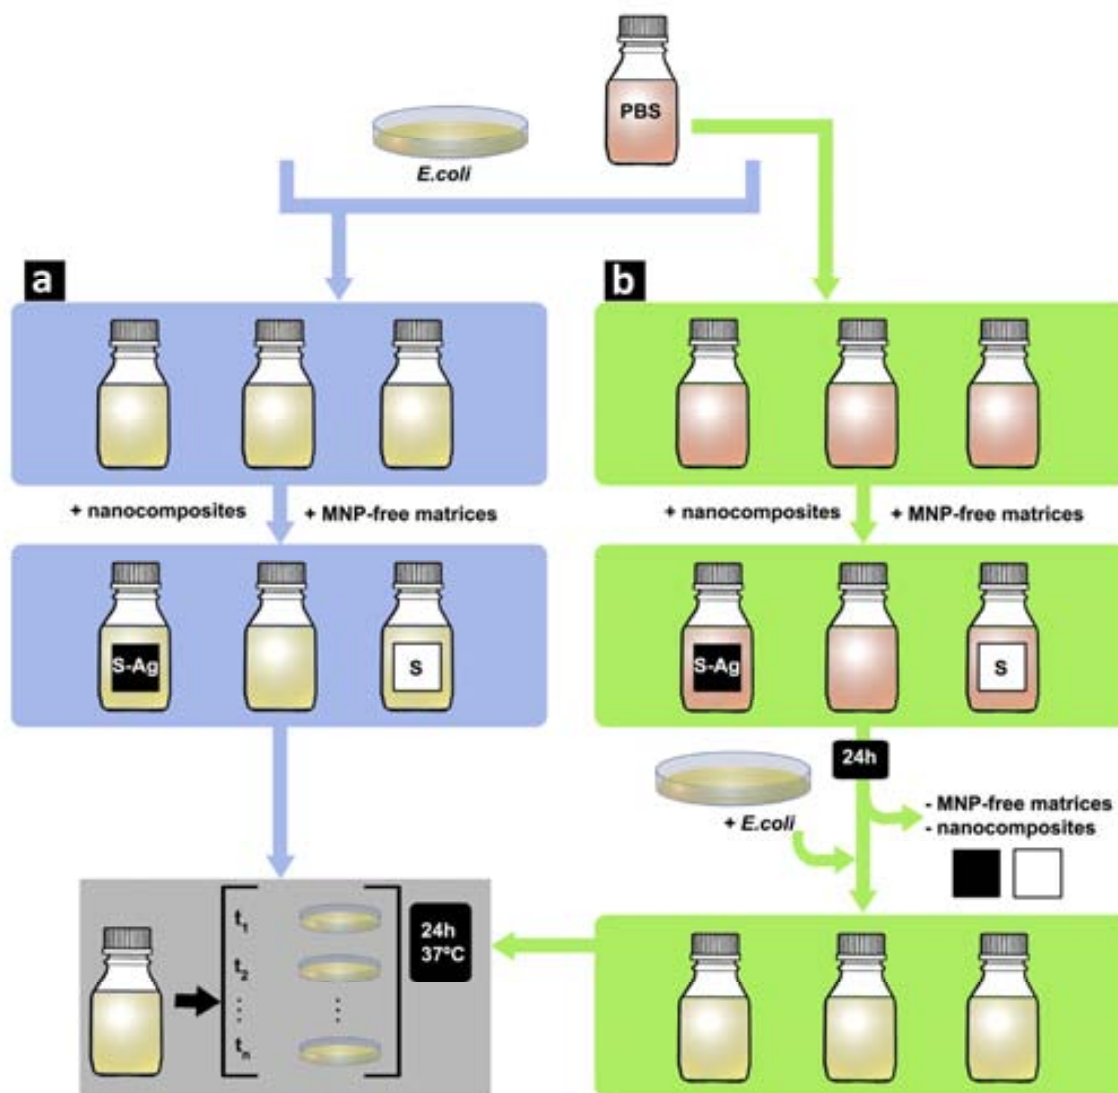 PBS
E.coli
a
b
+ nanocomposites
+ MNP-free matrices
+ nanocomposites
+ MNP-free matrices
S-Ag
S
S-Ag
S
24h
+ E.coli
- MNP-free matrices
- nanocomposites
t1
t2
tn
24h
37ºC